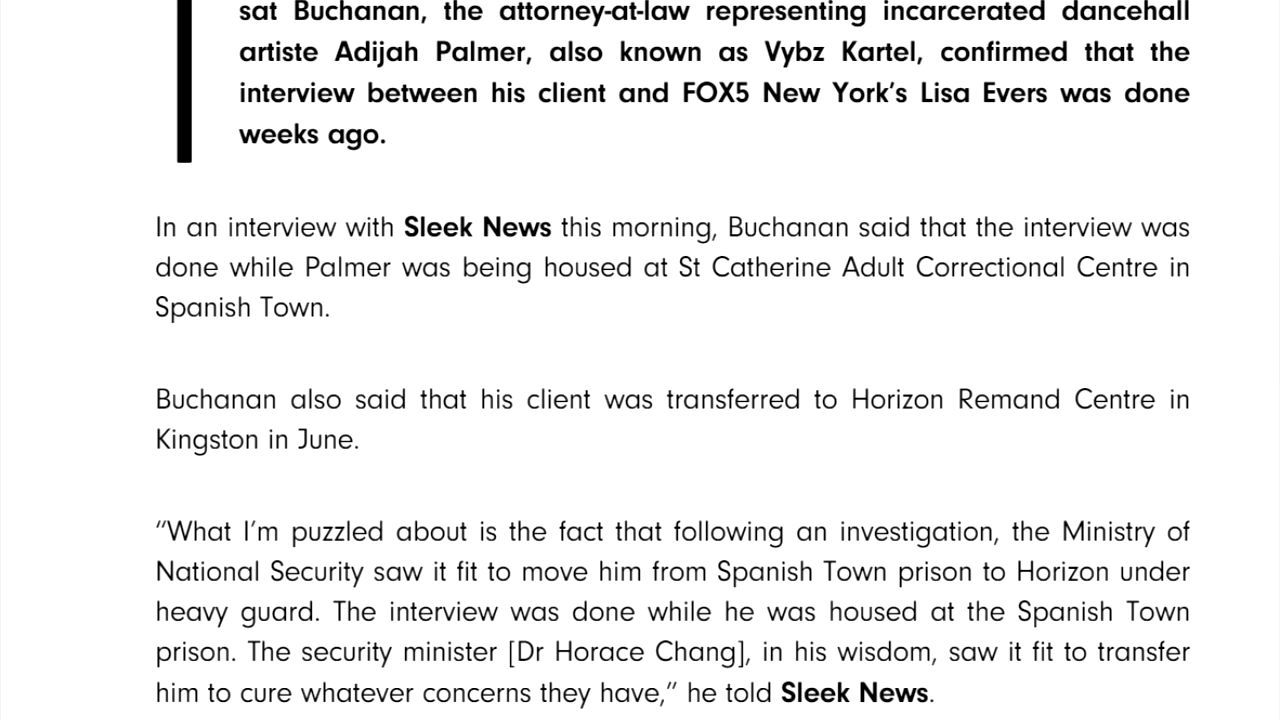 sat Buchanan, the attorney-at-law representing incarcerated dancehall
artiste Adijah Palmer, also known as Vybz Kartel, confirmed that the
interview between his client and FOX5 New York’s Lisa Evers was done
weeks ago.
In an interview with Sleek News this morning, Buchanan said that the interview was
done while Palmer was being housed at St Catherine Adult Correctional Centre in
Spanish Town.
Buchanan also said that his client was transferred to Horizon Remand Centre in
Kingston in June.
“What I’m puzzled about is the fact that following an investigation, the Ministry of
National Security saw it fit to move him from Spanish Town prison to Horizon under
heavy guard. The interview was done while he was housed at the Spanish Town
prison. The security minister [Dr Horace Chang], in his wisdom, saw it fit to transfer
him to cure whatever concerns they have,” he told Sleek News.